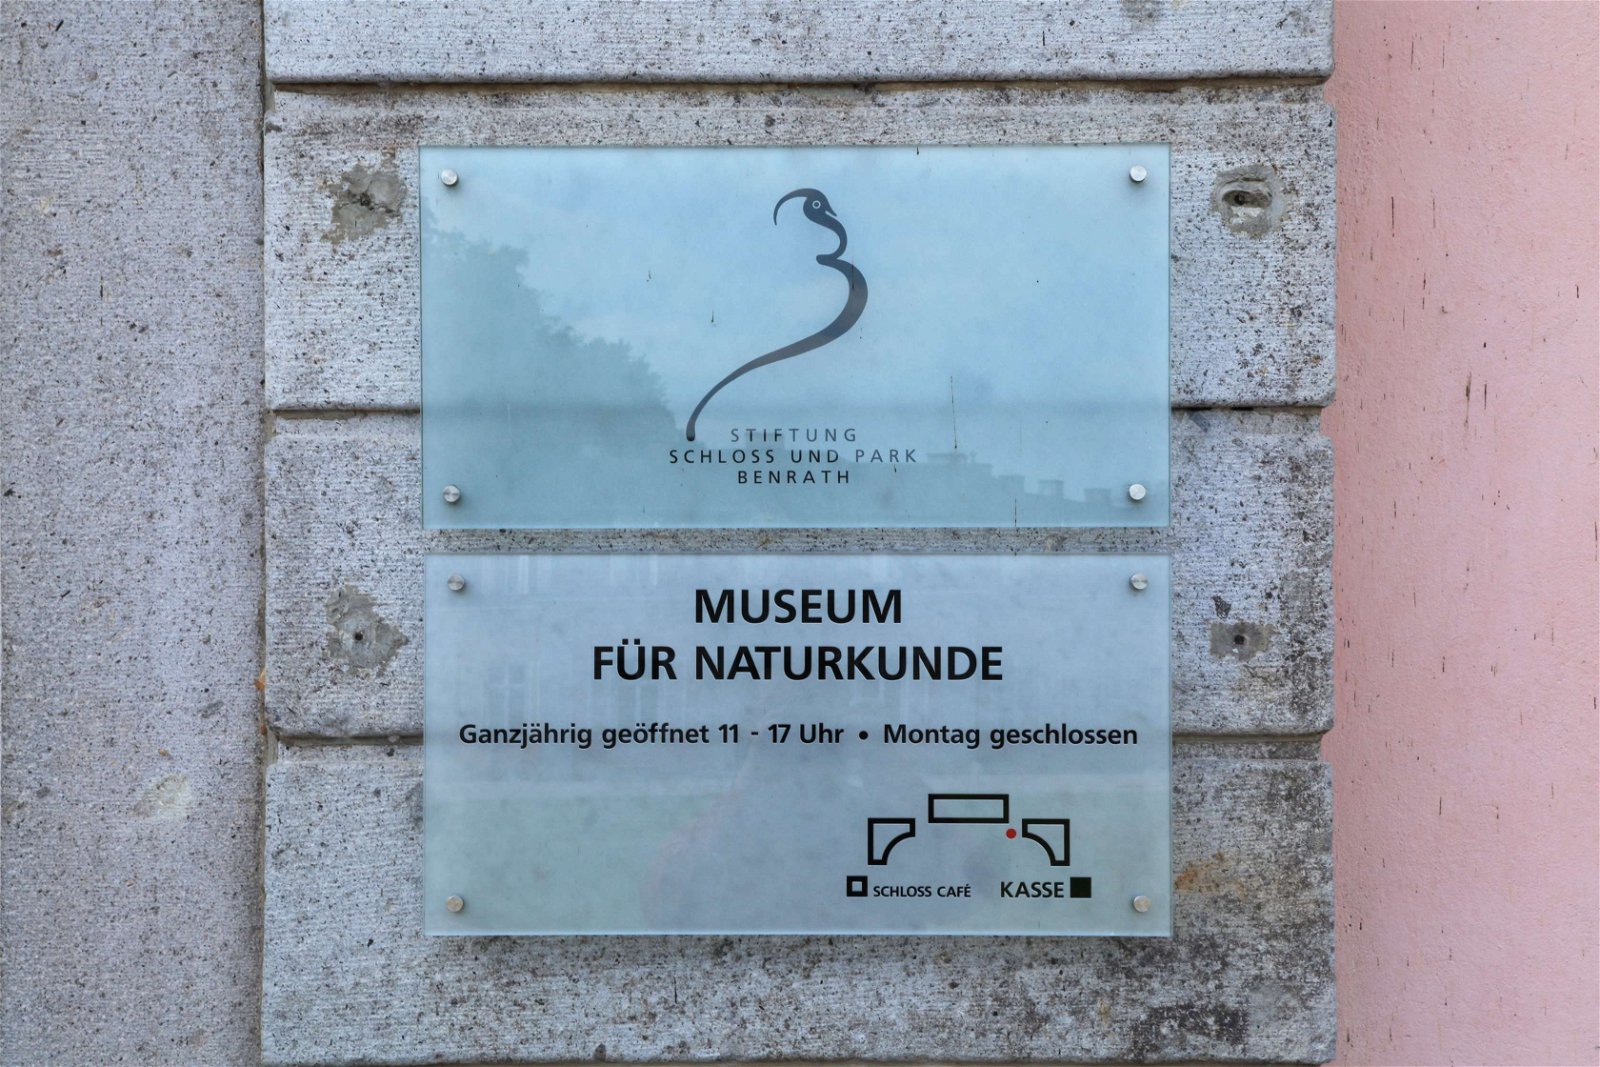 STIFTUNG
SCHLOSS UND PARK
BENRATH
MUSEUM
FÜR NATURKUNDE
Ganzjährig geöffnet 11 - 17 Uhr • Montag geschlossen
SCHLOSS CAFÉ KASSE